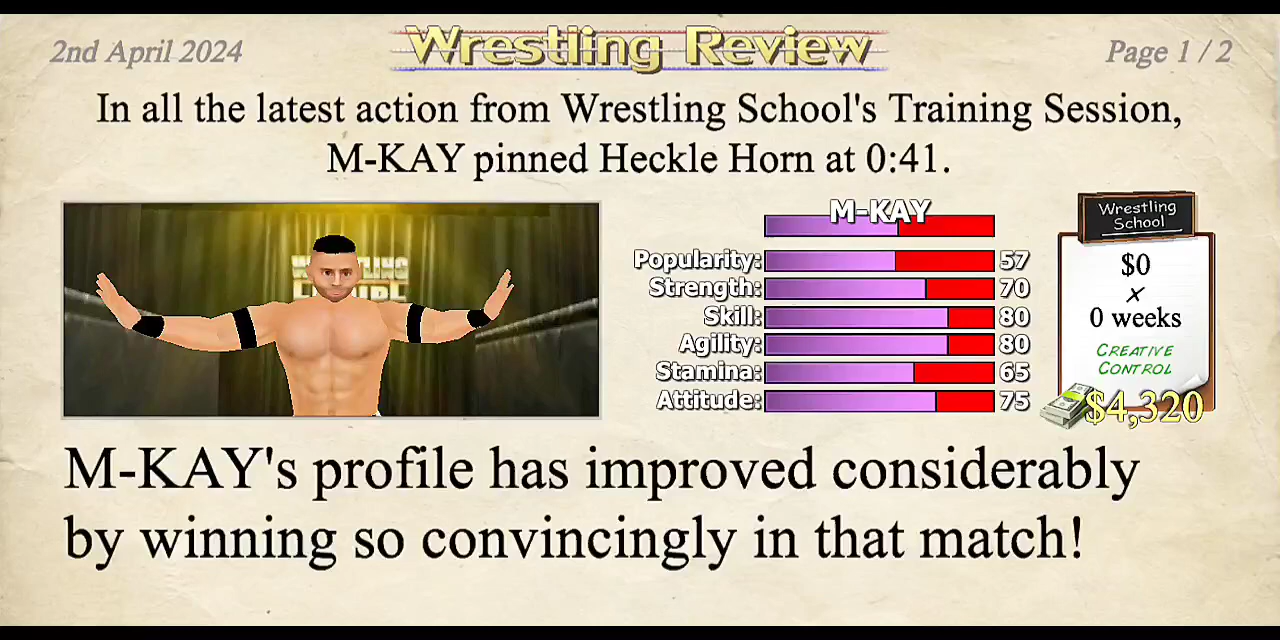 2nd April 2024
Wrestling Review
Page 1 / 2
In all the latest action from Wrestling School's Training Session,
M-KAY pinned Heckle Horn at 0:41.
M-KAY
Popularity: 57
Strength: 70
Skill: 80
Agility: 80
Stamina: 65
Attitude: 75
Wrestling
School
$0
x
0 weeks
CREATIVE
CONTROL
$4,320
M-KAY's profile has improved considerably
by winning so convincingly in that match!